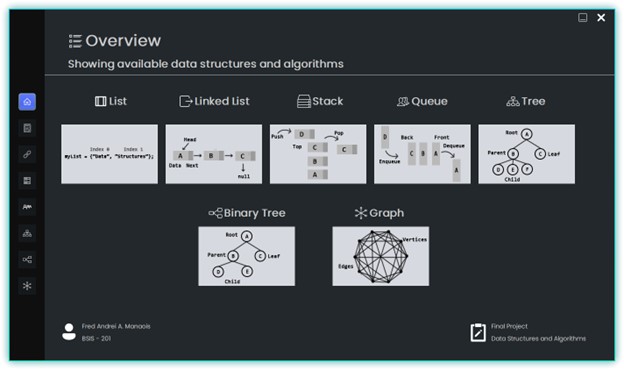 Overview
Showing available data structures and algorithms
List
Linked List
Stack
Queue
Tree
Index 0 Index 1
myList = {"Data", "Structures"};
Head
A B C
Data Next
null
Push
D
Pop
Top
C
C
B
A
D
Back Front
Dequeue
C B A
Enqueue
A
Root A
Parent B C Leaf
D E F
Child
Binary Tree
Graph
Root A
Parent B C Leaf
D E
Child
Vertices
Edges
Fred Andrei A. Manaois
BSIS - 201
Final Project
Data Structures and Algorithms